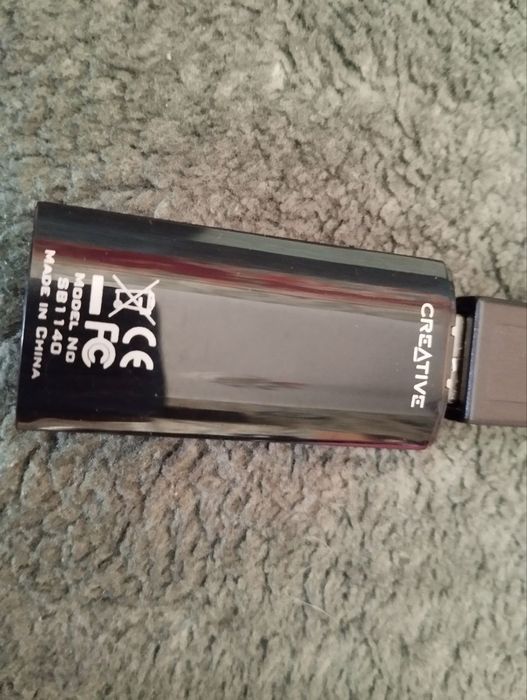 CREATIVE
CE
FC
MODEL NO
SB1140
MADE IN CHINA